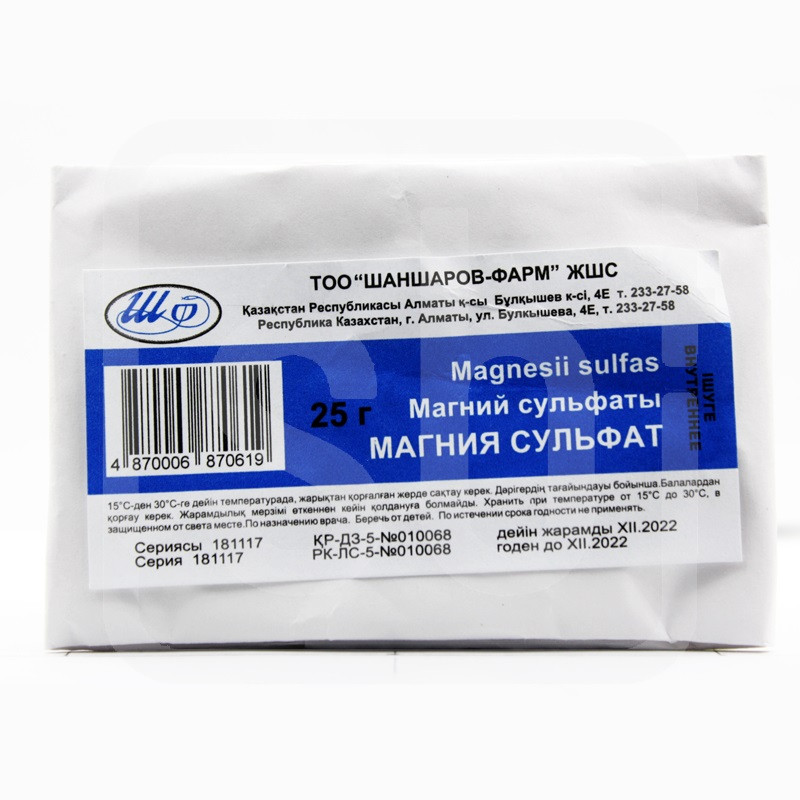 ШФ
ТОО "ШАНШАРОВ-ФАРМ" ЖШС
Қазақстан Республикасы Алматы қ-сы Бұлқышев к-сі, 4Е т. 233-27-58
Республика Казахстан, г. Алматы, ул. Булкышева, 4Е, т. 233-27-58
Magnesii sulfas
25 г
Магний сульфаты
МАГНИЯ СУЛЬФАТ
ІШУГЕ
ВНУТРЕННЕЕ
4 870006 870619
15°С-ден 30°С-ге дейін температурада, жарықтан қорғалған жерде сақтау керек. Дәрігердің тағайындауы бойынша.Балалардан
қорғау керек. Жарамдылық мерзімі өткеннен кейін қолдануға болмайды. Хранить при температуре от 15°С до 30°С, в
защищенном от света месте.По назначению врача. Беречь от детей. По истечении срока годности не применять.
Сериясы 181117 ҚР-ДЗ-5-№010068 дейін жарамды XII.2022
Серия 181117 РК-ЛС-5-№010068 годен до XII.2022